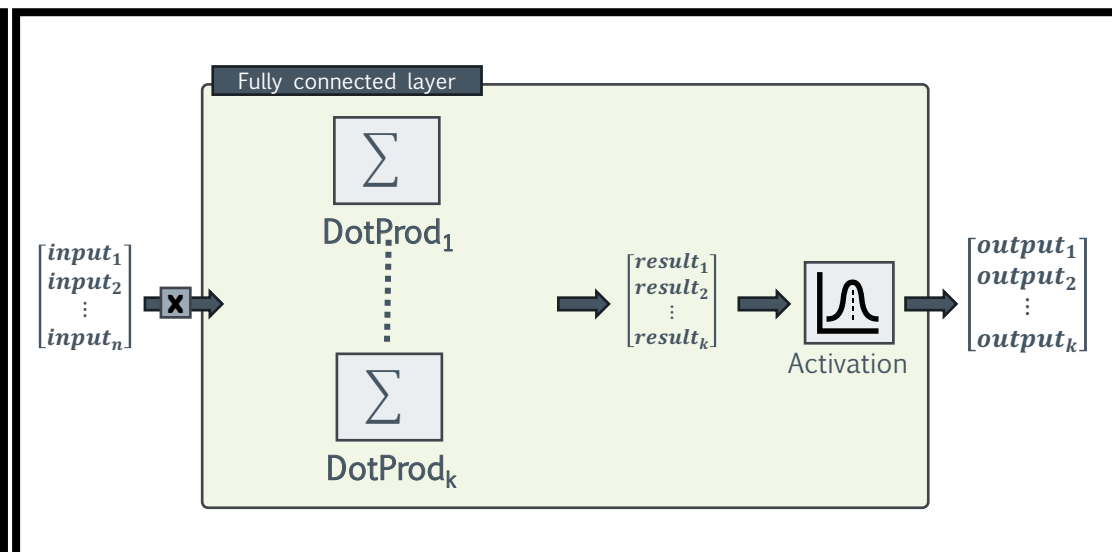 Fully connected layer
∑
DotProd₁
[input₁
input₂
⋮
inputₙ]
x
[result₁
result₂
⋮
resultₖ]
Activation
[output₁
output₂
⋮
outputₖ]
∑
DotProdₖ